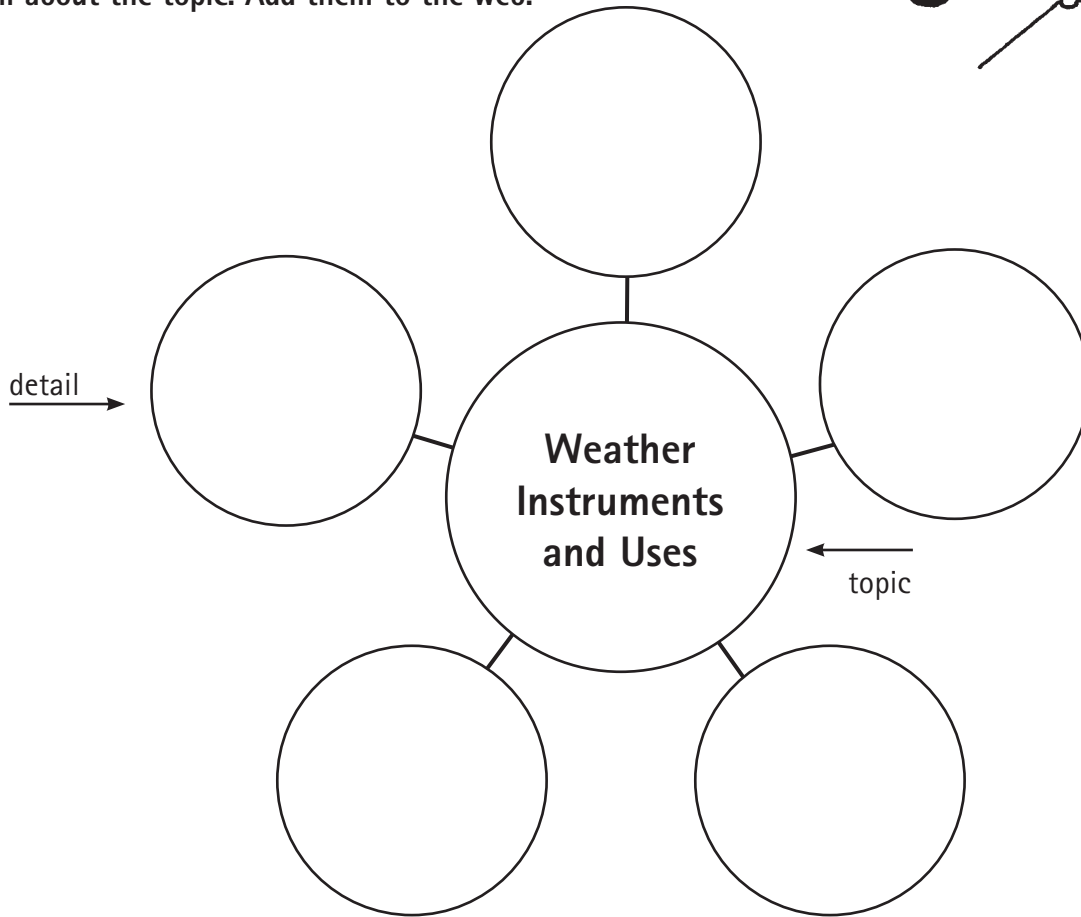 about the topic. Add them to the web.
detail
Weather
Instruments
and Uses
topic